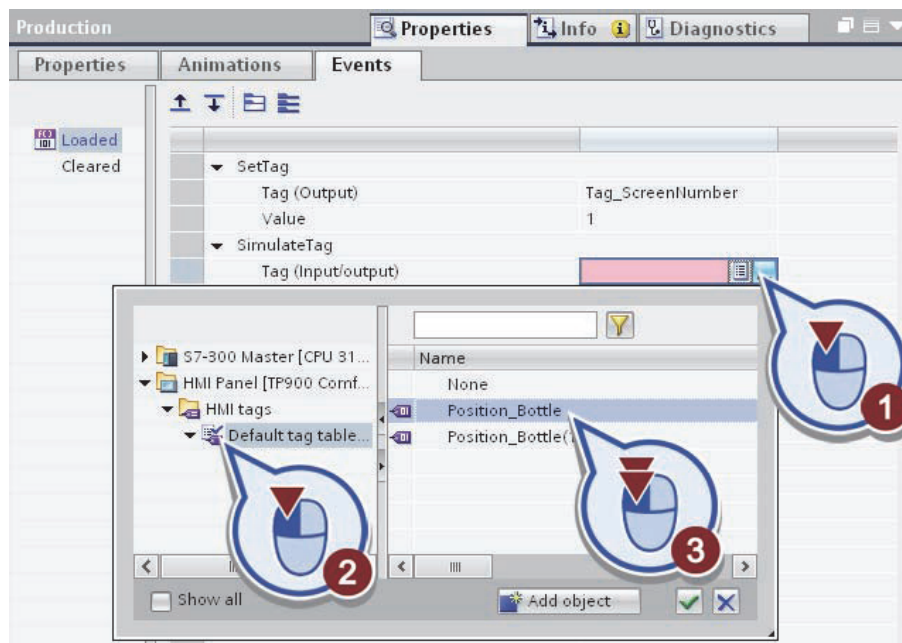 Production
Properties
Info
Diagnostics
Properties
Animations
Events
Loaded
Cleared
SetTag
Tag (Output)
Tag_ScreenNumber
Value
1
SimulateTag
Tag (Input/output)
1
S7-300 Master [CPU 31...
HMI Panel [TP900 Comf...
HMI tags
Default tag table...
Name
None
Position_Bottle
Position_Bottle(1
2
3
Show all
Add object